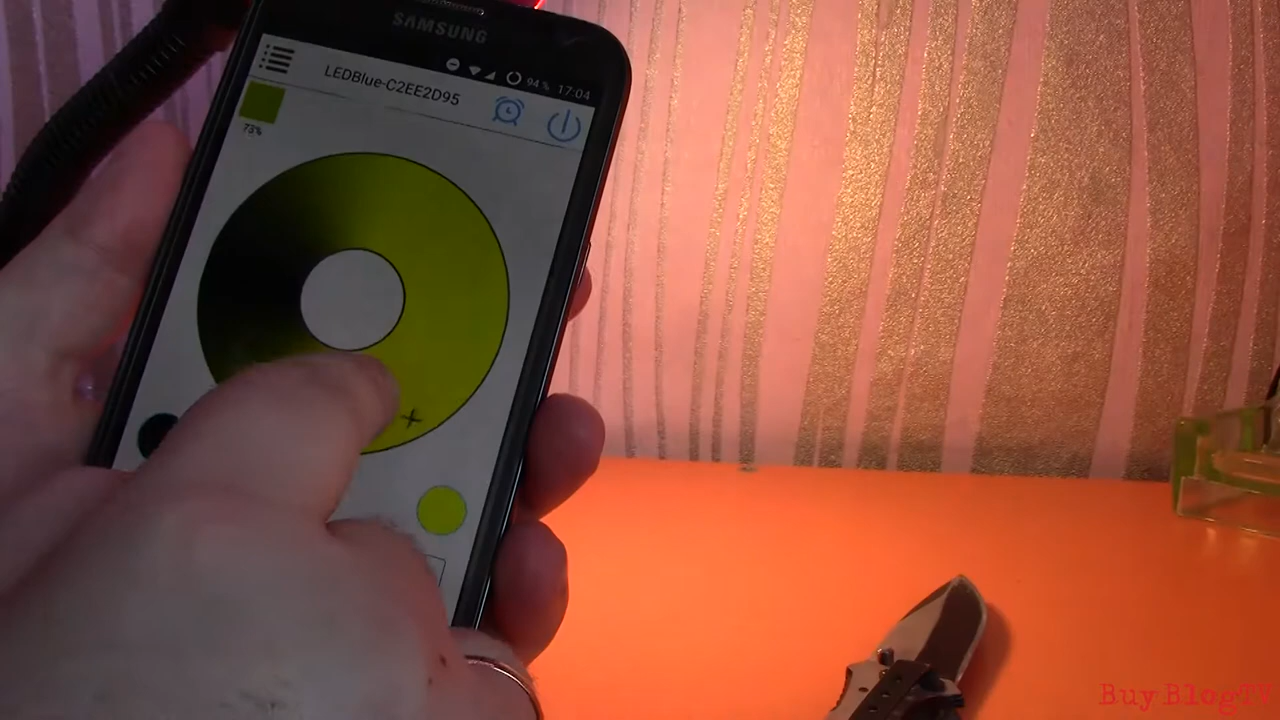 SAMSUNG
94% 17:04
LEDBlue-C2EE2D95
73%
Buy BlogTV